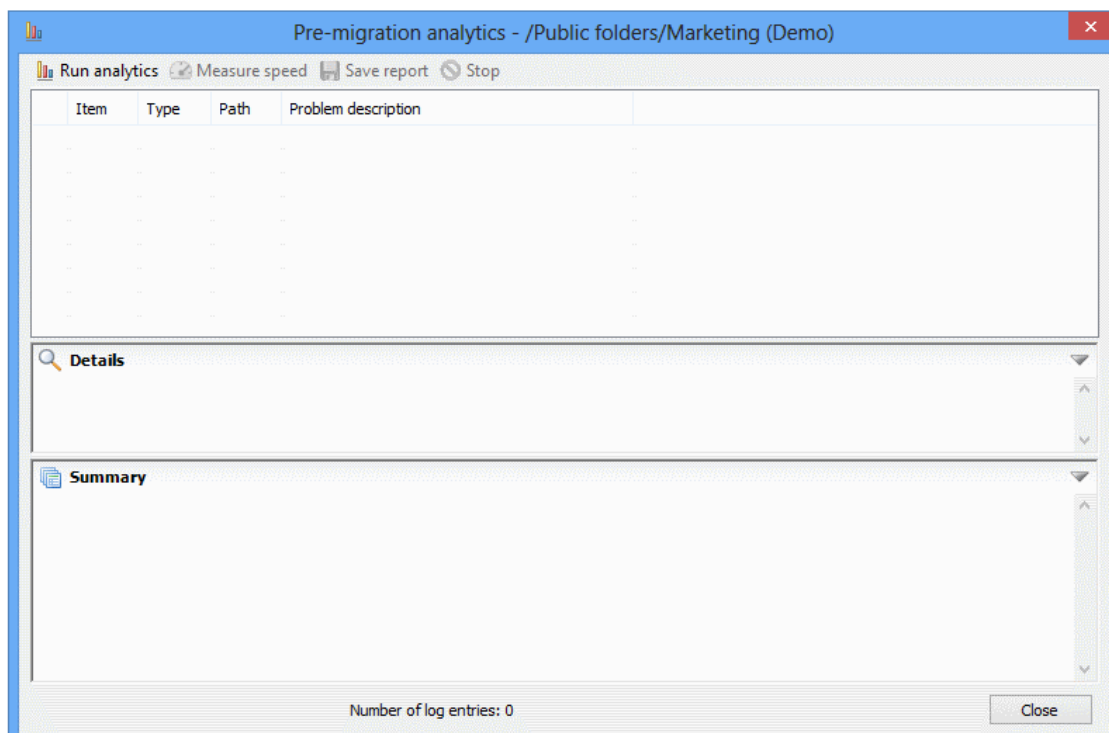 Pre-migration analytics - /Public folders/Marketing (Demo)
Run analytics Measure speed Save report Stop
Item Type Path Problem description
Details
Summary
Number of log entries: 0 Close